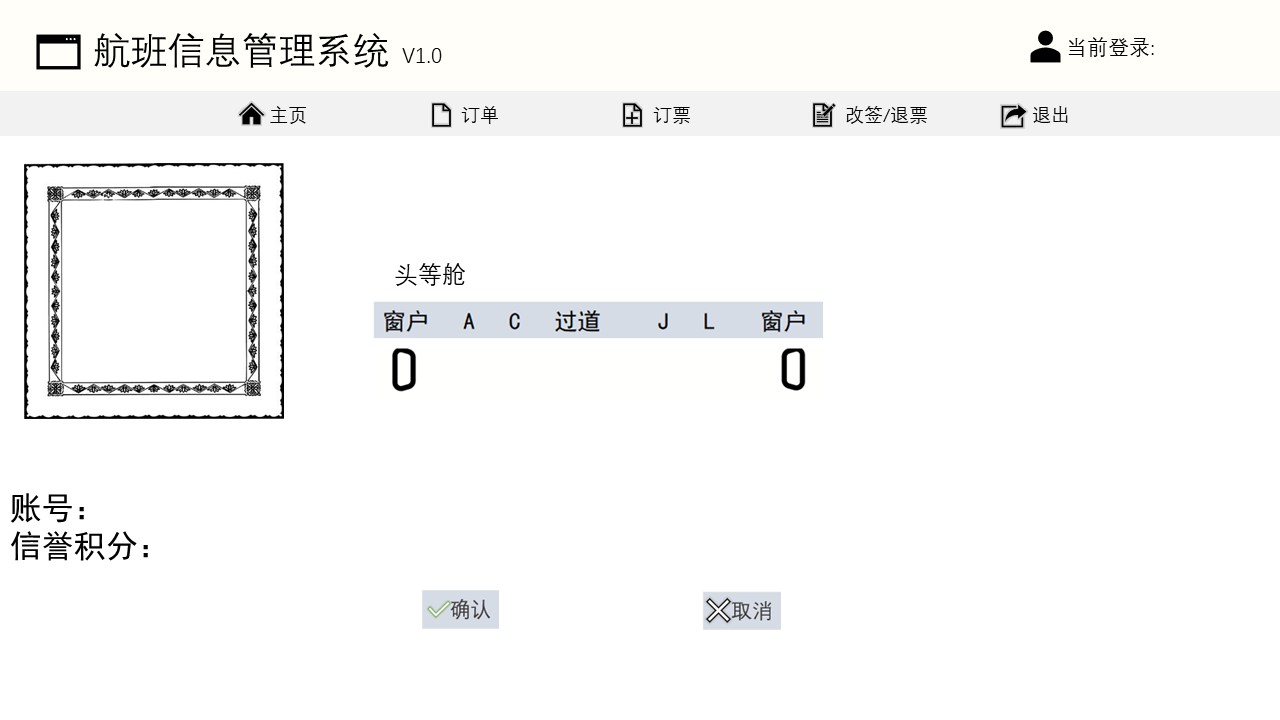 航班信息管理系统 V1.0
当前登录:
主页 订单 订票 改签/退票 退出
头等舱
窗户 A C 过道 J L 窗户
账号：
信誉积分：
确认 取消